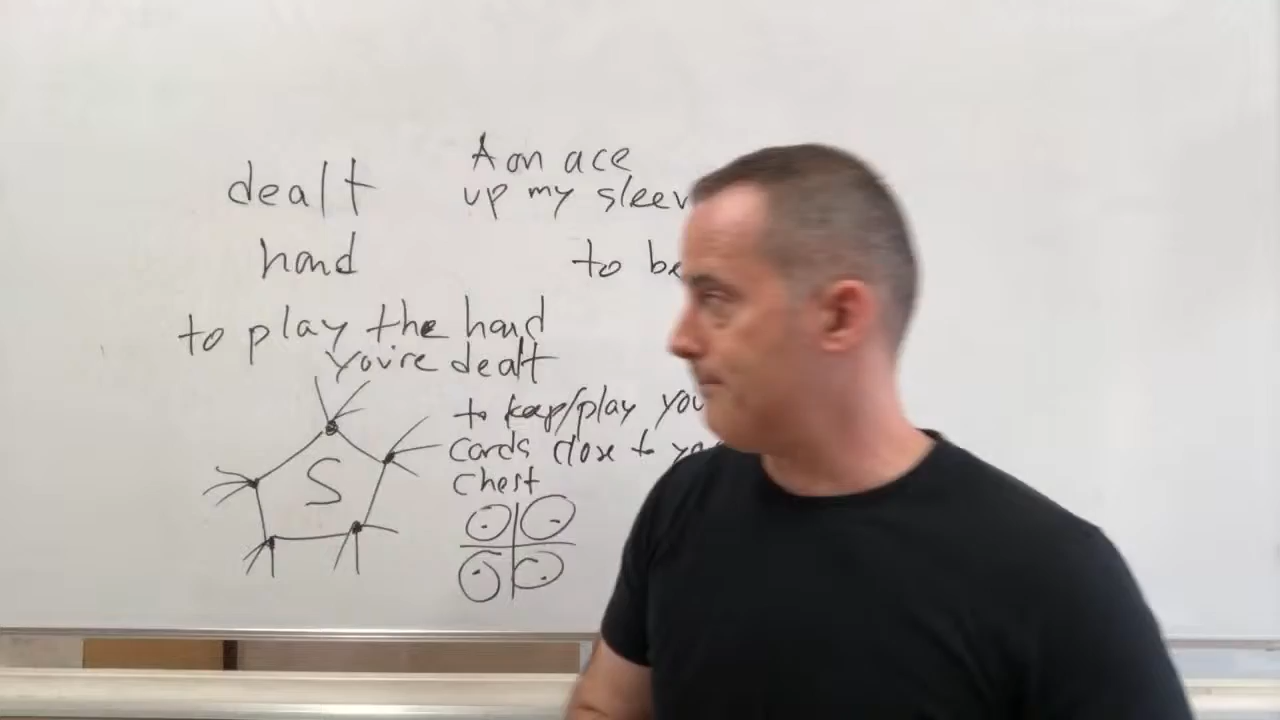 dealt
hand
A an ace
up my sleev
to be
to play the hand
you're dealt
to keep/play you
cards close to yo
chest
S